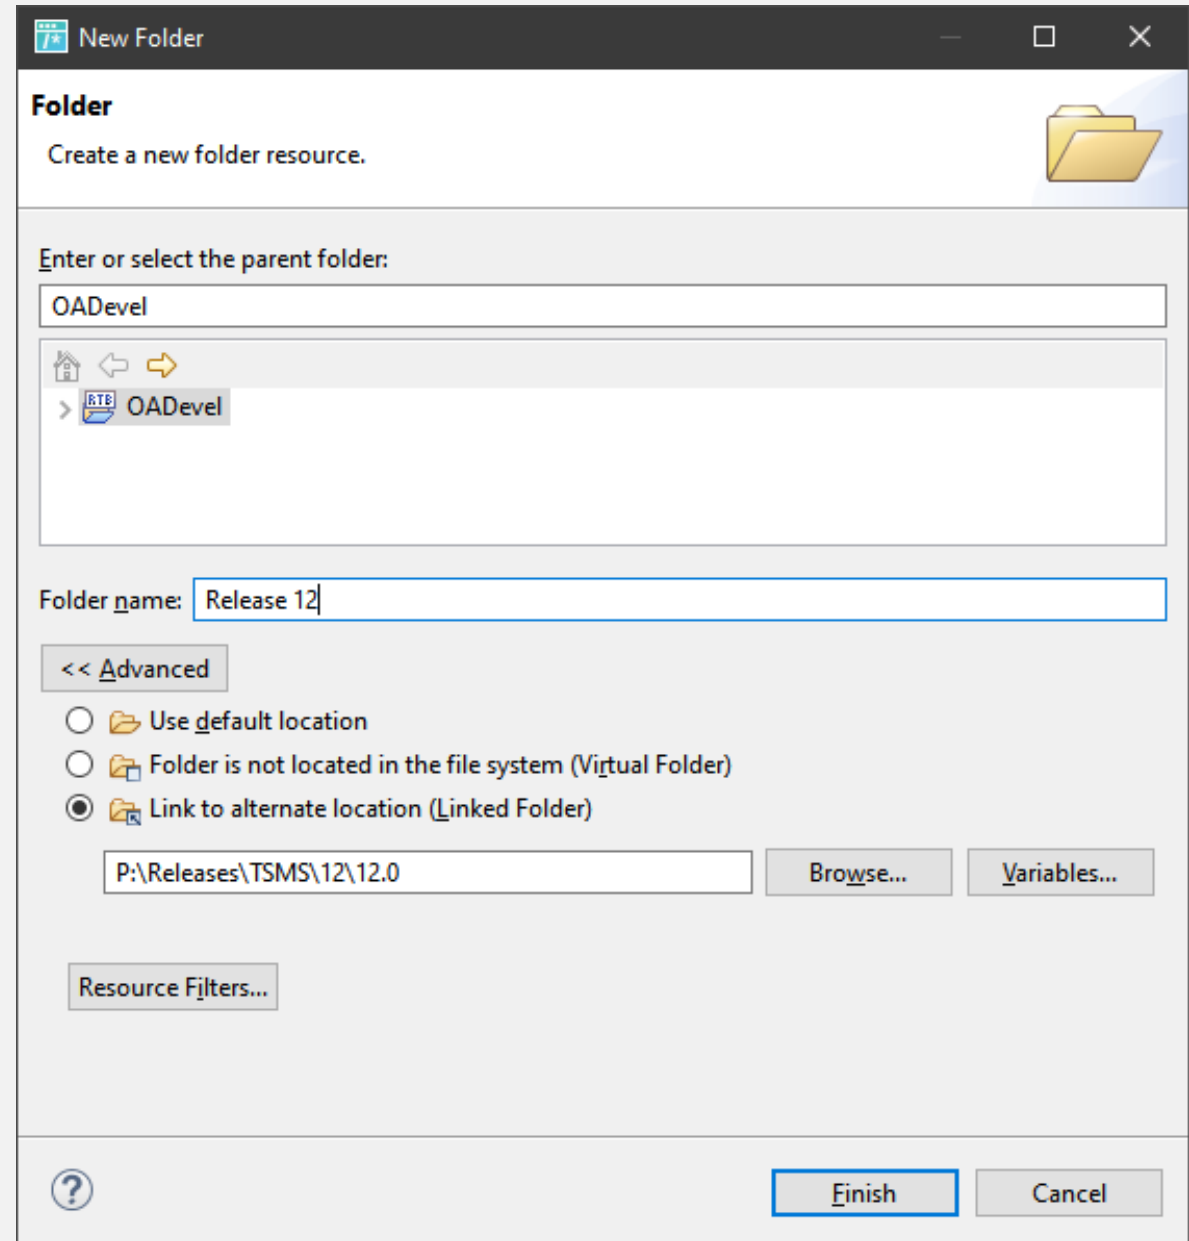 New Folder
Folder
Create a new folder resource.
Enter or select the parent folder:
OADevel
RTB OADevel
Folder name: Release 12
<< Advanced
Use default location
Folder is not located in the file system (Virtual Folder)
Link to alternate location (Linked Folder)
P:\Releases\TSMS\12\12.0 Browse... Variables...
Resource Filters...
? Finish Cancel